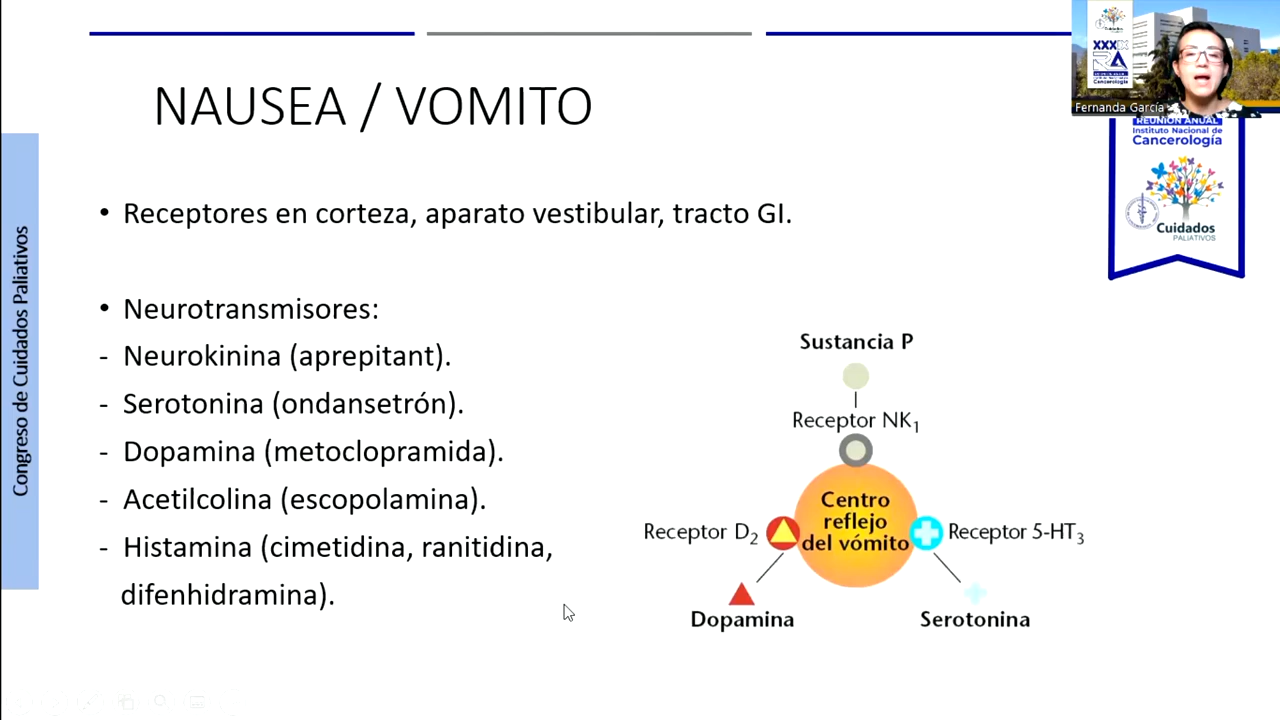 NAUSEA / VOMITO
• Receptores en corteza, aparato vestibular, tracto GI.
• Neurotransmisores:
- Neurokinina (aprepitant).
- Serotonina (ondansetrón).
- Dopamina (metoclopramida).
- Acetilcolina (escopolamina).
- Histamina (cimetidina, ranitidina,
difenhidramina).
Sustancia P
Receptor NK1
Centro
reflejo
del vómito
Receptor D2
Receptor 5-HT3
Dopamina
Serotonina
Congreso de Cuidados Paliativos
Fernanda García
REUNIÓN ANUAL
Instituto Nacional de
Cancerología
Cuidados
PALIATIVOS